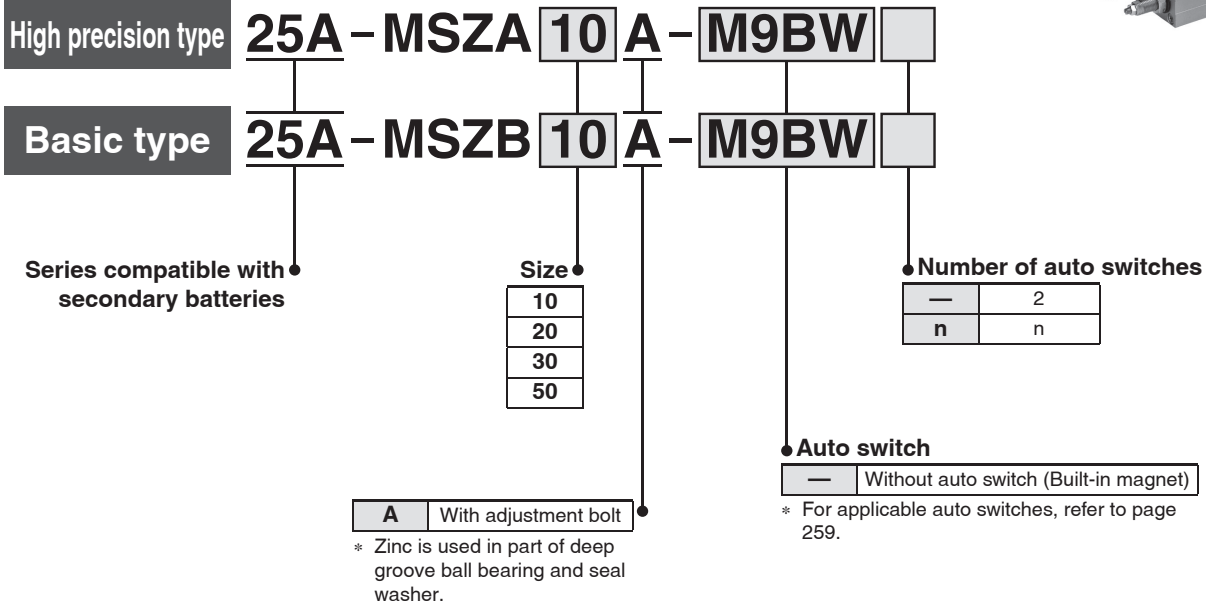 High precision type 25A-MSZA 10 A-M9BW
Basic type 25A-MSZB 10 A-M9BW
Series compatible with
secondary batteries
Size
10
20
30
50
Number of auto switches
— 2
n n
Auto switch
— Without auto switch (Built-in magnet)
* For applicable auto switches, refer to page
259.
A With adjustment bolt
* Zinc is used in part of deep
groove ball bearing and seal
washer.